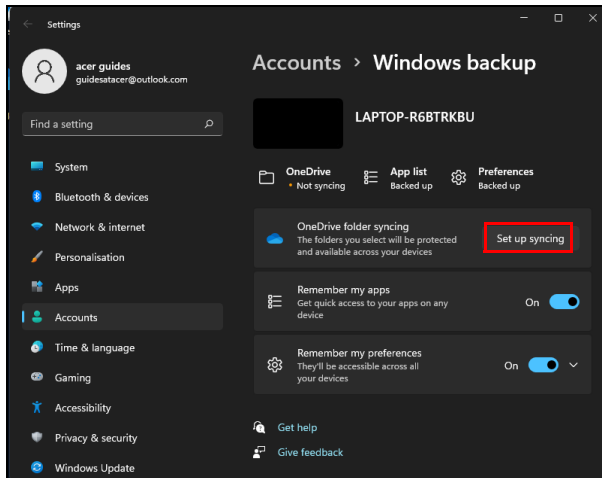 Settings
acer guides
guidesatacer@outlook.com
Find a setting
System
Bluetooth & devices
Network & internet
Personalisation
Apps
Accounts
Time & language
Gaming
Accessibility
Privacy & security
Windows Update
Accounts > Windows backup
LAPTOP-R6BTRKBU
OneDrive
• Not syncing
App list
Backed up
Preferences
Backed up
OneDrive folder syncing
The folders you select will be protected
and available across your devices
Set up syncing
Remember my apps
Get quick access to your apps on any
device
On
Remember my preferences
They'll be accessible across all
your devices
On
Get help
Give feedback